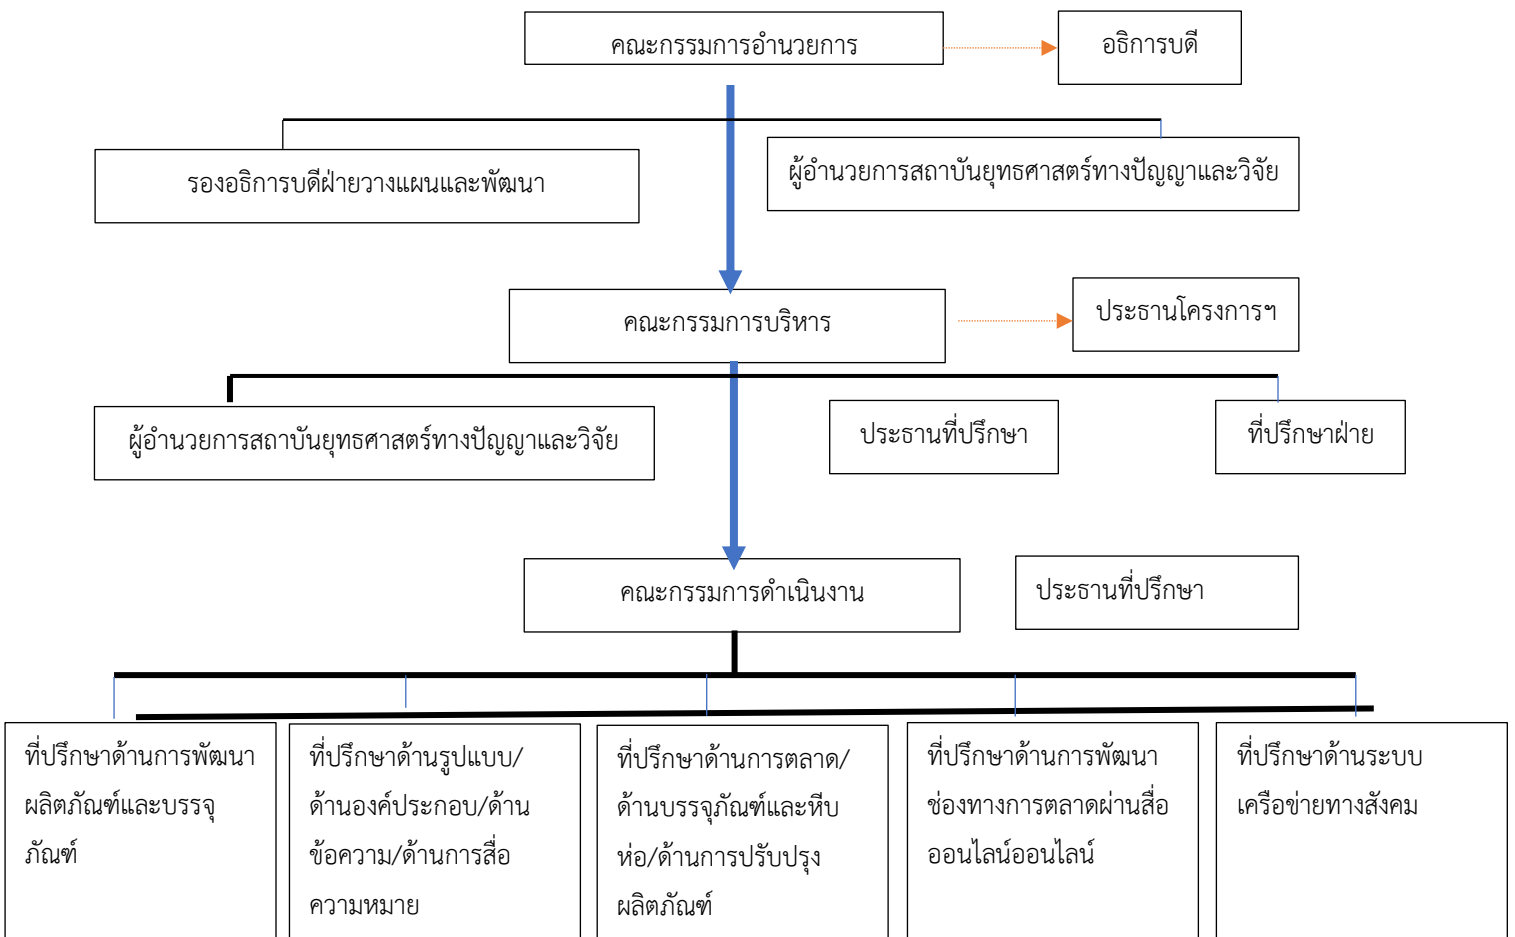 คณะกรรมการอำนวยการ
อธิการบดี
รองอธิการบดีฝ่ายวางแผนและพัฒนา
ผู้อำนวยการสถาบันยุทธศาสตร์ทางปัญญาและวิจัย
คณะกรรมการบริหาร
ประธานโครงการฯ
ผู้อำนวยการสถาบันยุทธศาสตร์ทางปัญญาและวิจัย
ประธานที่ปรึกษา
ที่ปรึกษาฝ่าย
คณะกรรมการดำเนินงาน
ประธานที่ปรึกษา
ที่ปรึกษาด้านการพัฒนา
ผลิตภัณฑ์และบรรจุ
ภัณฑ์
ที่ปรึกษาด้านรูปแบบ/
ด้านองค์ประกอบ/ด้าน
ข้อความ/ด้านการสื่อ
ความหมาย
ที่ปรึกษาด้านการตลาด/
ด้านบรรจุภัณฑ์และหีบ
ห่อ/ด้านการปรับปรุง
ผลิตภัณฑ์
ที่ปรึกษาด้านการพัฒนา
ช่องทางการตลาดผ่านสื่อ
ออนไลน์ออนไลน์
ที่ปรึกษาด้านระบบ
เครือข่ายทางสังคม